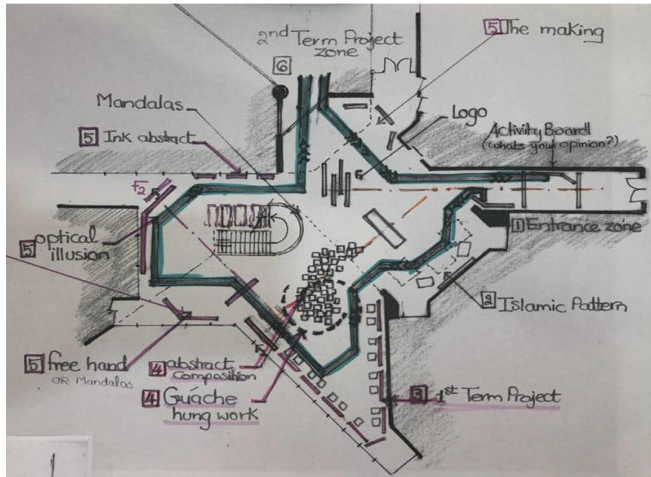 2nd Term Project
zone
6
5 The making
Mandalas
Logo
5 Ink abstract
Activity Board
(whats your opinion?)
F2
5 optical
illusion
1 Entrance zone
2 Islamic Pattern
5 free hand
OR Mandalas
4 abstract
Composition
4 Guáche
hung work
3 1st Term Project
1